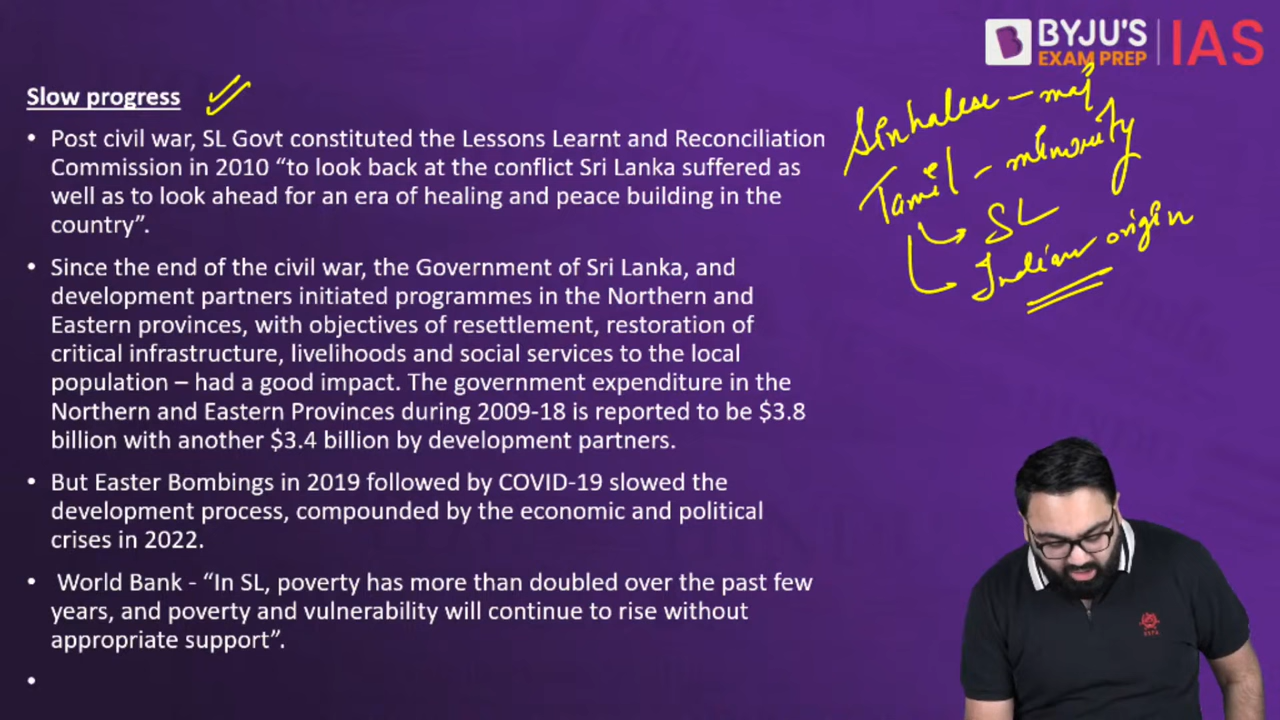 BYJU'S
EXAM PREP
IAS
Slow progress
• Post civil war, SL Govt constituted the Lessons Learnt and Reconciliation
Commission in 2010 “to look back at the conflict Sri Lanka suffered as
well as to look ahead for an era of healing and peace building in the
country”.
• Since the end of the civil war, the Government of Sri Lanka, and
development partners initiated programmes in the Northern and
Eastern provinces, with objectives of resettlement, restoration of
critical infrastructure, livelihoods and social services to the local
population – had a good impact. The government expenditure in the
Northern and Eastern Provinces during 2009-18 is reported to be $3.8
billion with another $3.4 billion by development partners.
• But Easter Bombings in 2019 followed by COVID-19 slowed the
development process, compounded by the economic and political
crises in 2022.
• World Bank - “In SL, poverty has more than doubled over the past few
years, and poverty and vulnerability will continue to rise without
appropriate support”.
•
Sinhalese – maj
Tamil – minority
SL
Indian origin